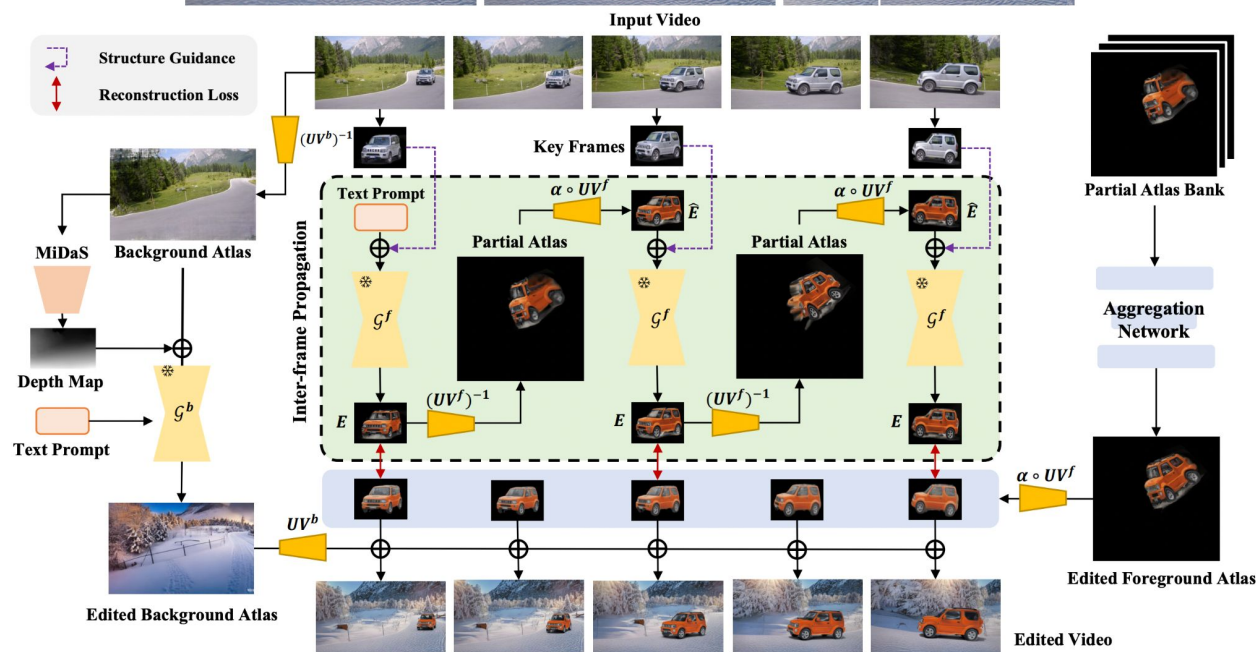 Input Video
Structure Guidance
Reconstruction Loss
(UV^b)^{-1}
Key Frames
Partial Atlas Bank
Background Atlas
MiDaS
Depth Map
Text Prompt
G^b
Edited Background Atlas
Inter-frame Propagation
Text Prompt
G^f
E
(UV^f)^{-1}
Partial Atlas
α ∘ UV^f
Ê
G^f
E
(UV^f)^{-1}
Partial Atlas
α ∘ UV^f
Ê
G^f
E
Aggregation
Network
α ∘ UV^f
Edited Foreground Atlas
UV^b
Edited Video